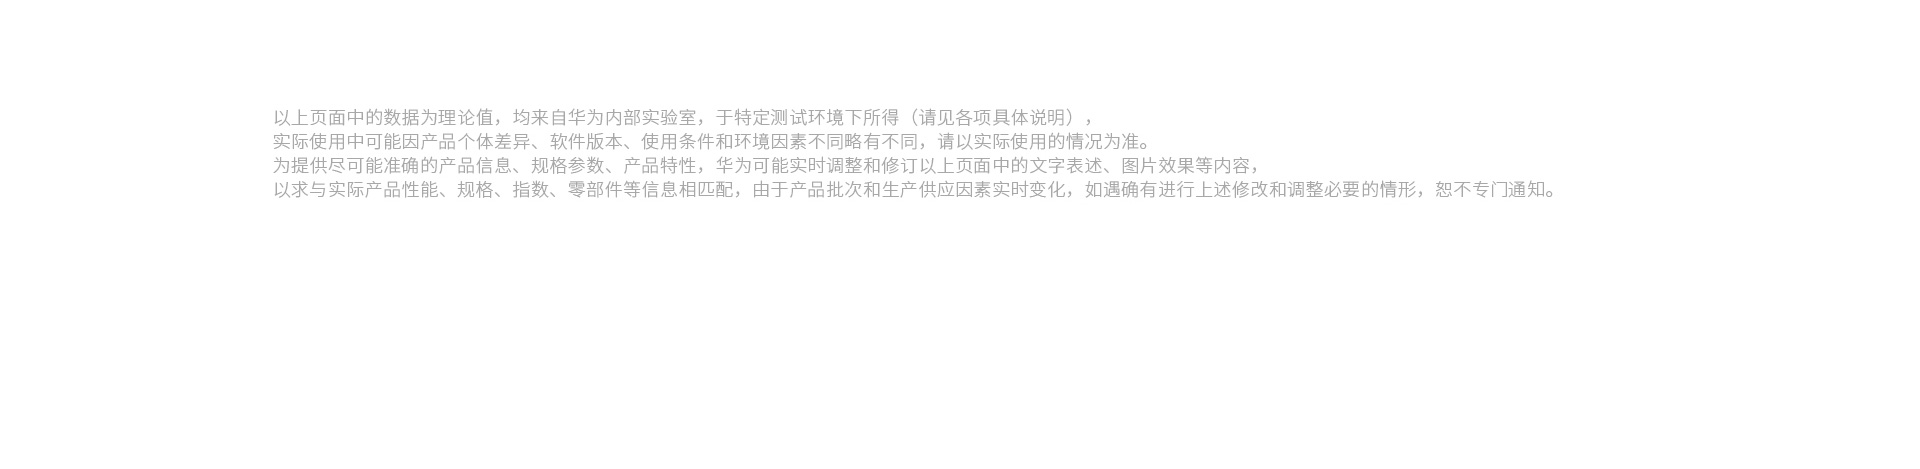 以上页面中的数据为理论值，均来自华为内部实验室，于特定测试环境下所得（请见各项具体说明），
实际使用中可能因产品个体差异、软件版本、使用条件和环境因素不同略有不同，请以实际使用的情况为准。
为提供尽可能准确的产品信息、规格参数、产品特性，华为可能实时调整和修订以上页面中的文字表述、图片效果等内容，
以求与实际产品性能、规格、指数、零部件等信息相匹配，由于产品批次和生产供应因素实时变化，如遇确有进行上述修改和调整必要的情形，恕不专门通知。